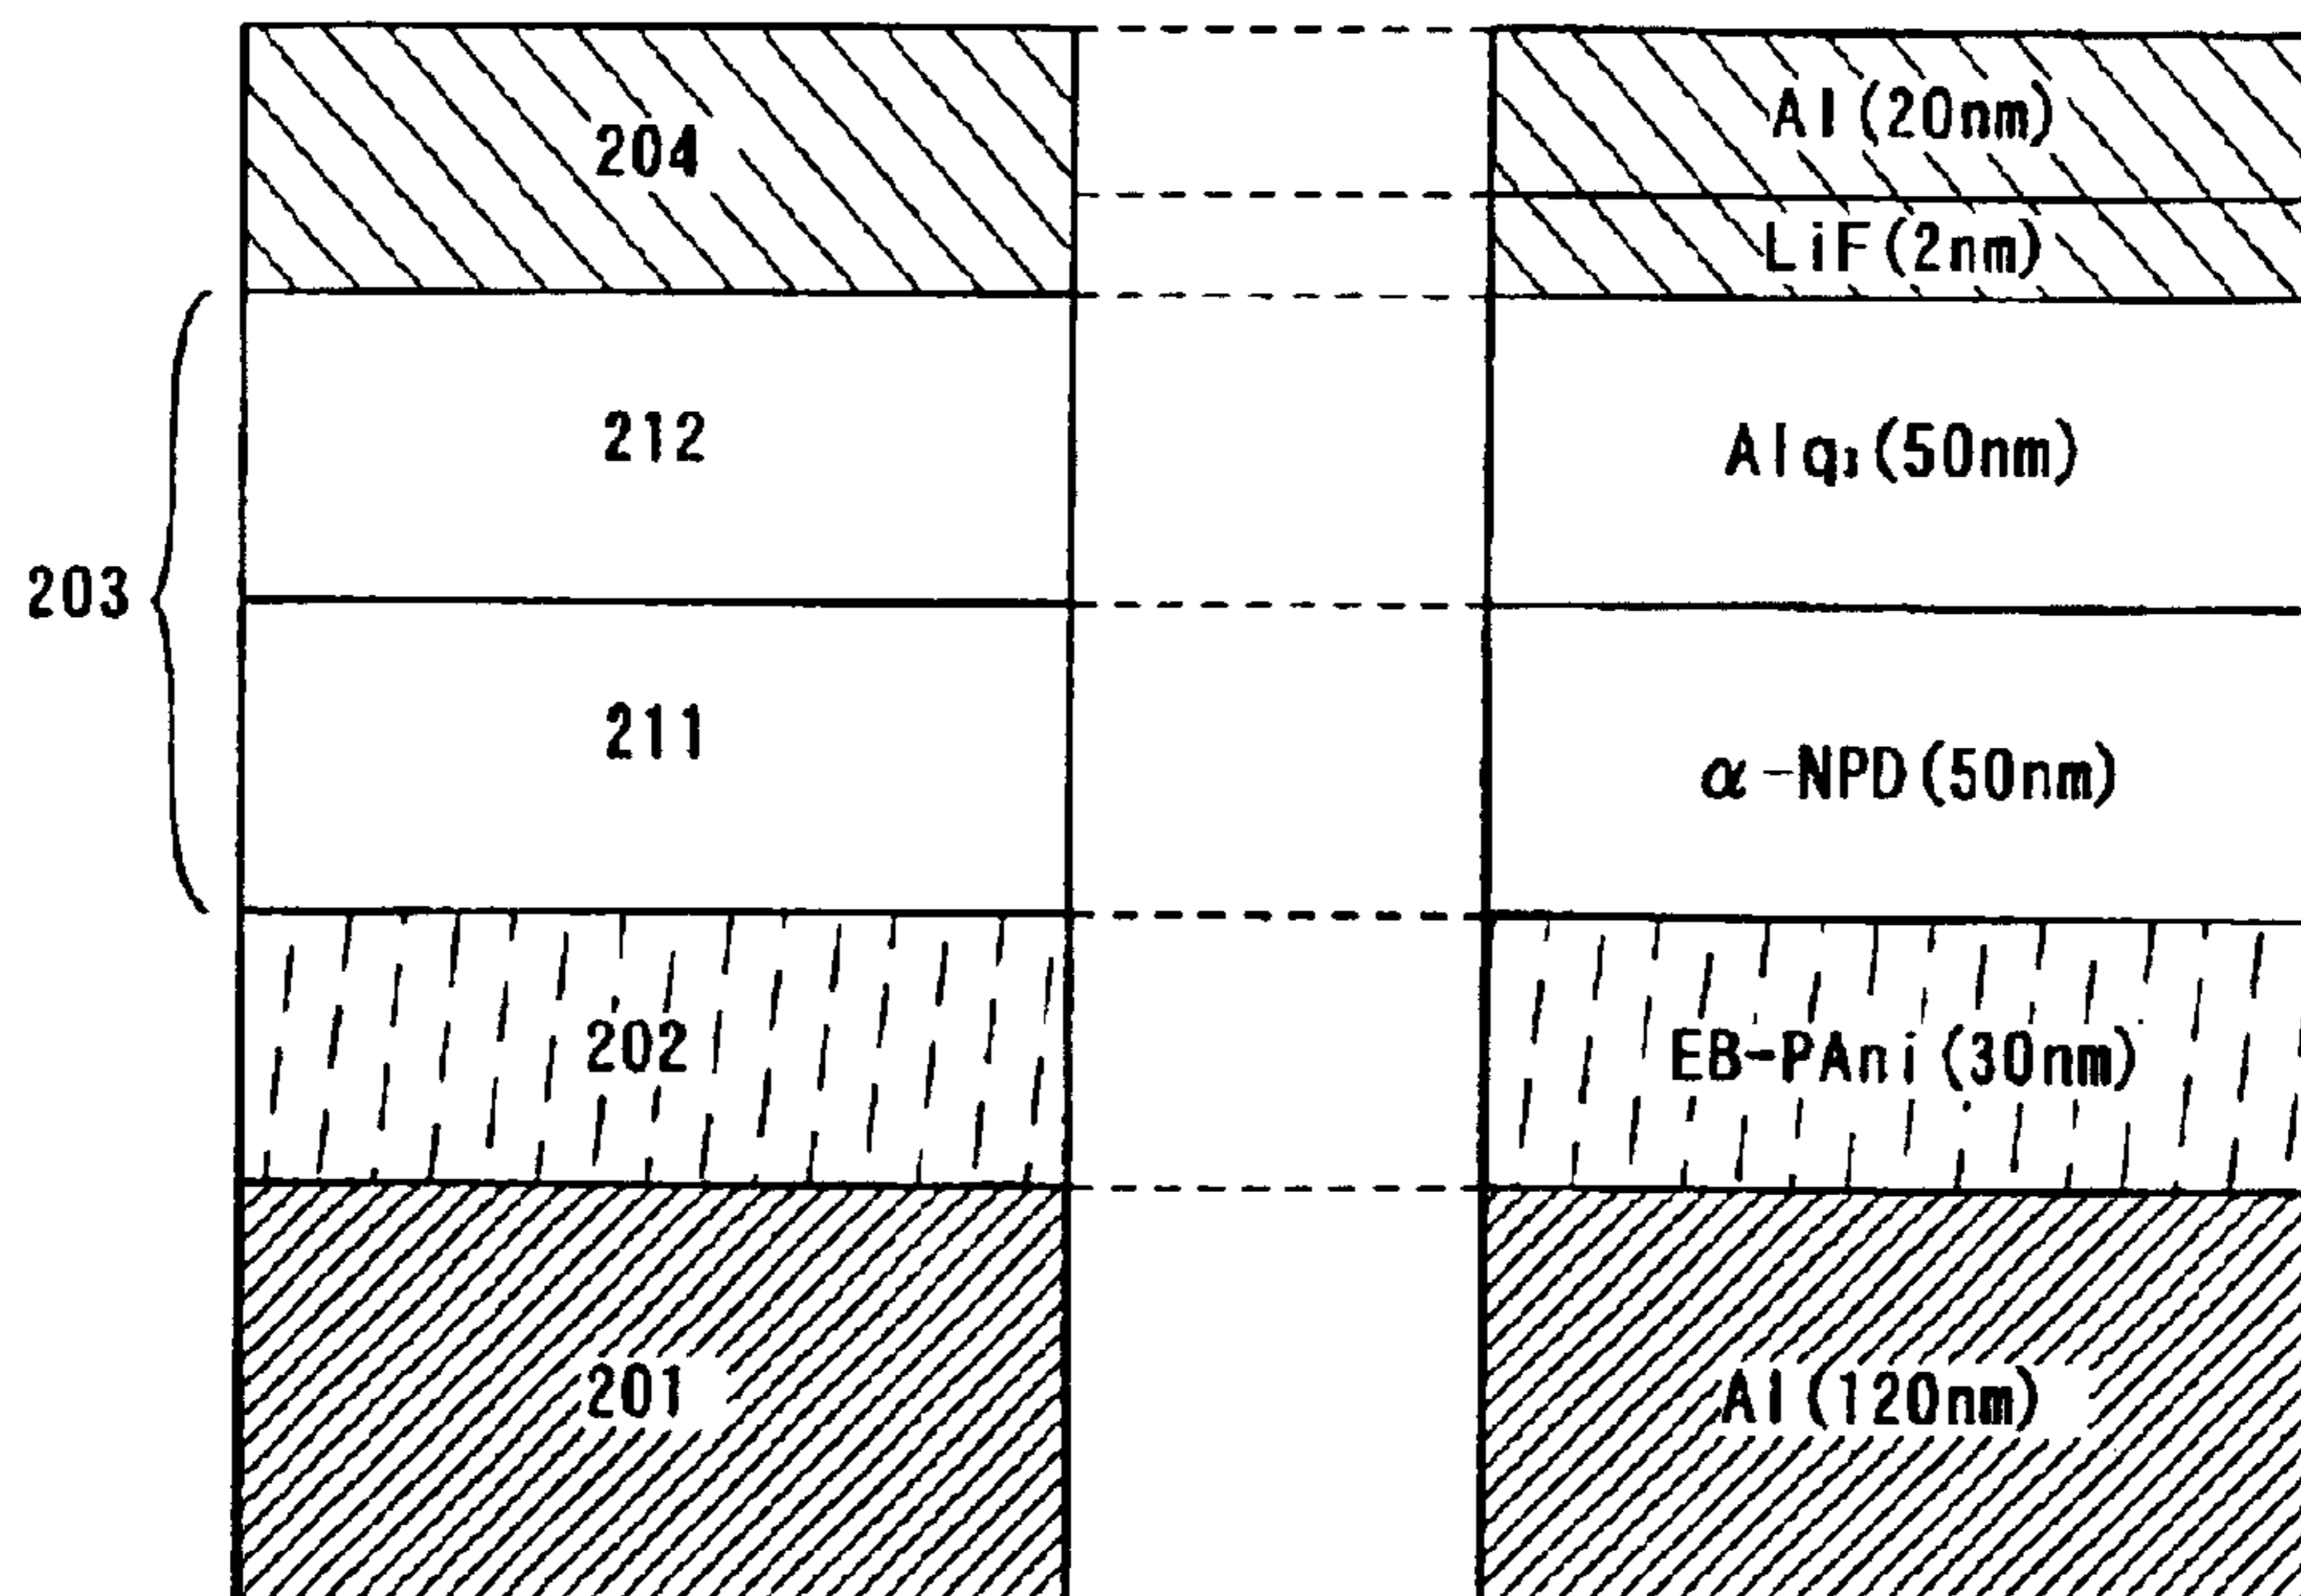 204
212
203
211
202
201
Al(20nm)
LiF(2nm)
Alq₃(50nm)
α-NPD(50nm)
EB-PAni(30nm)
Al(120nm)